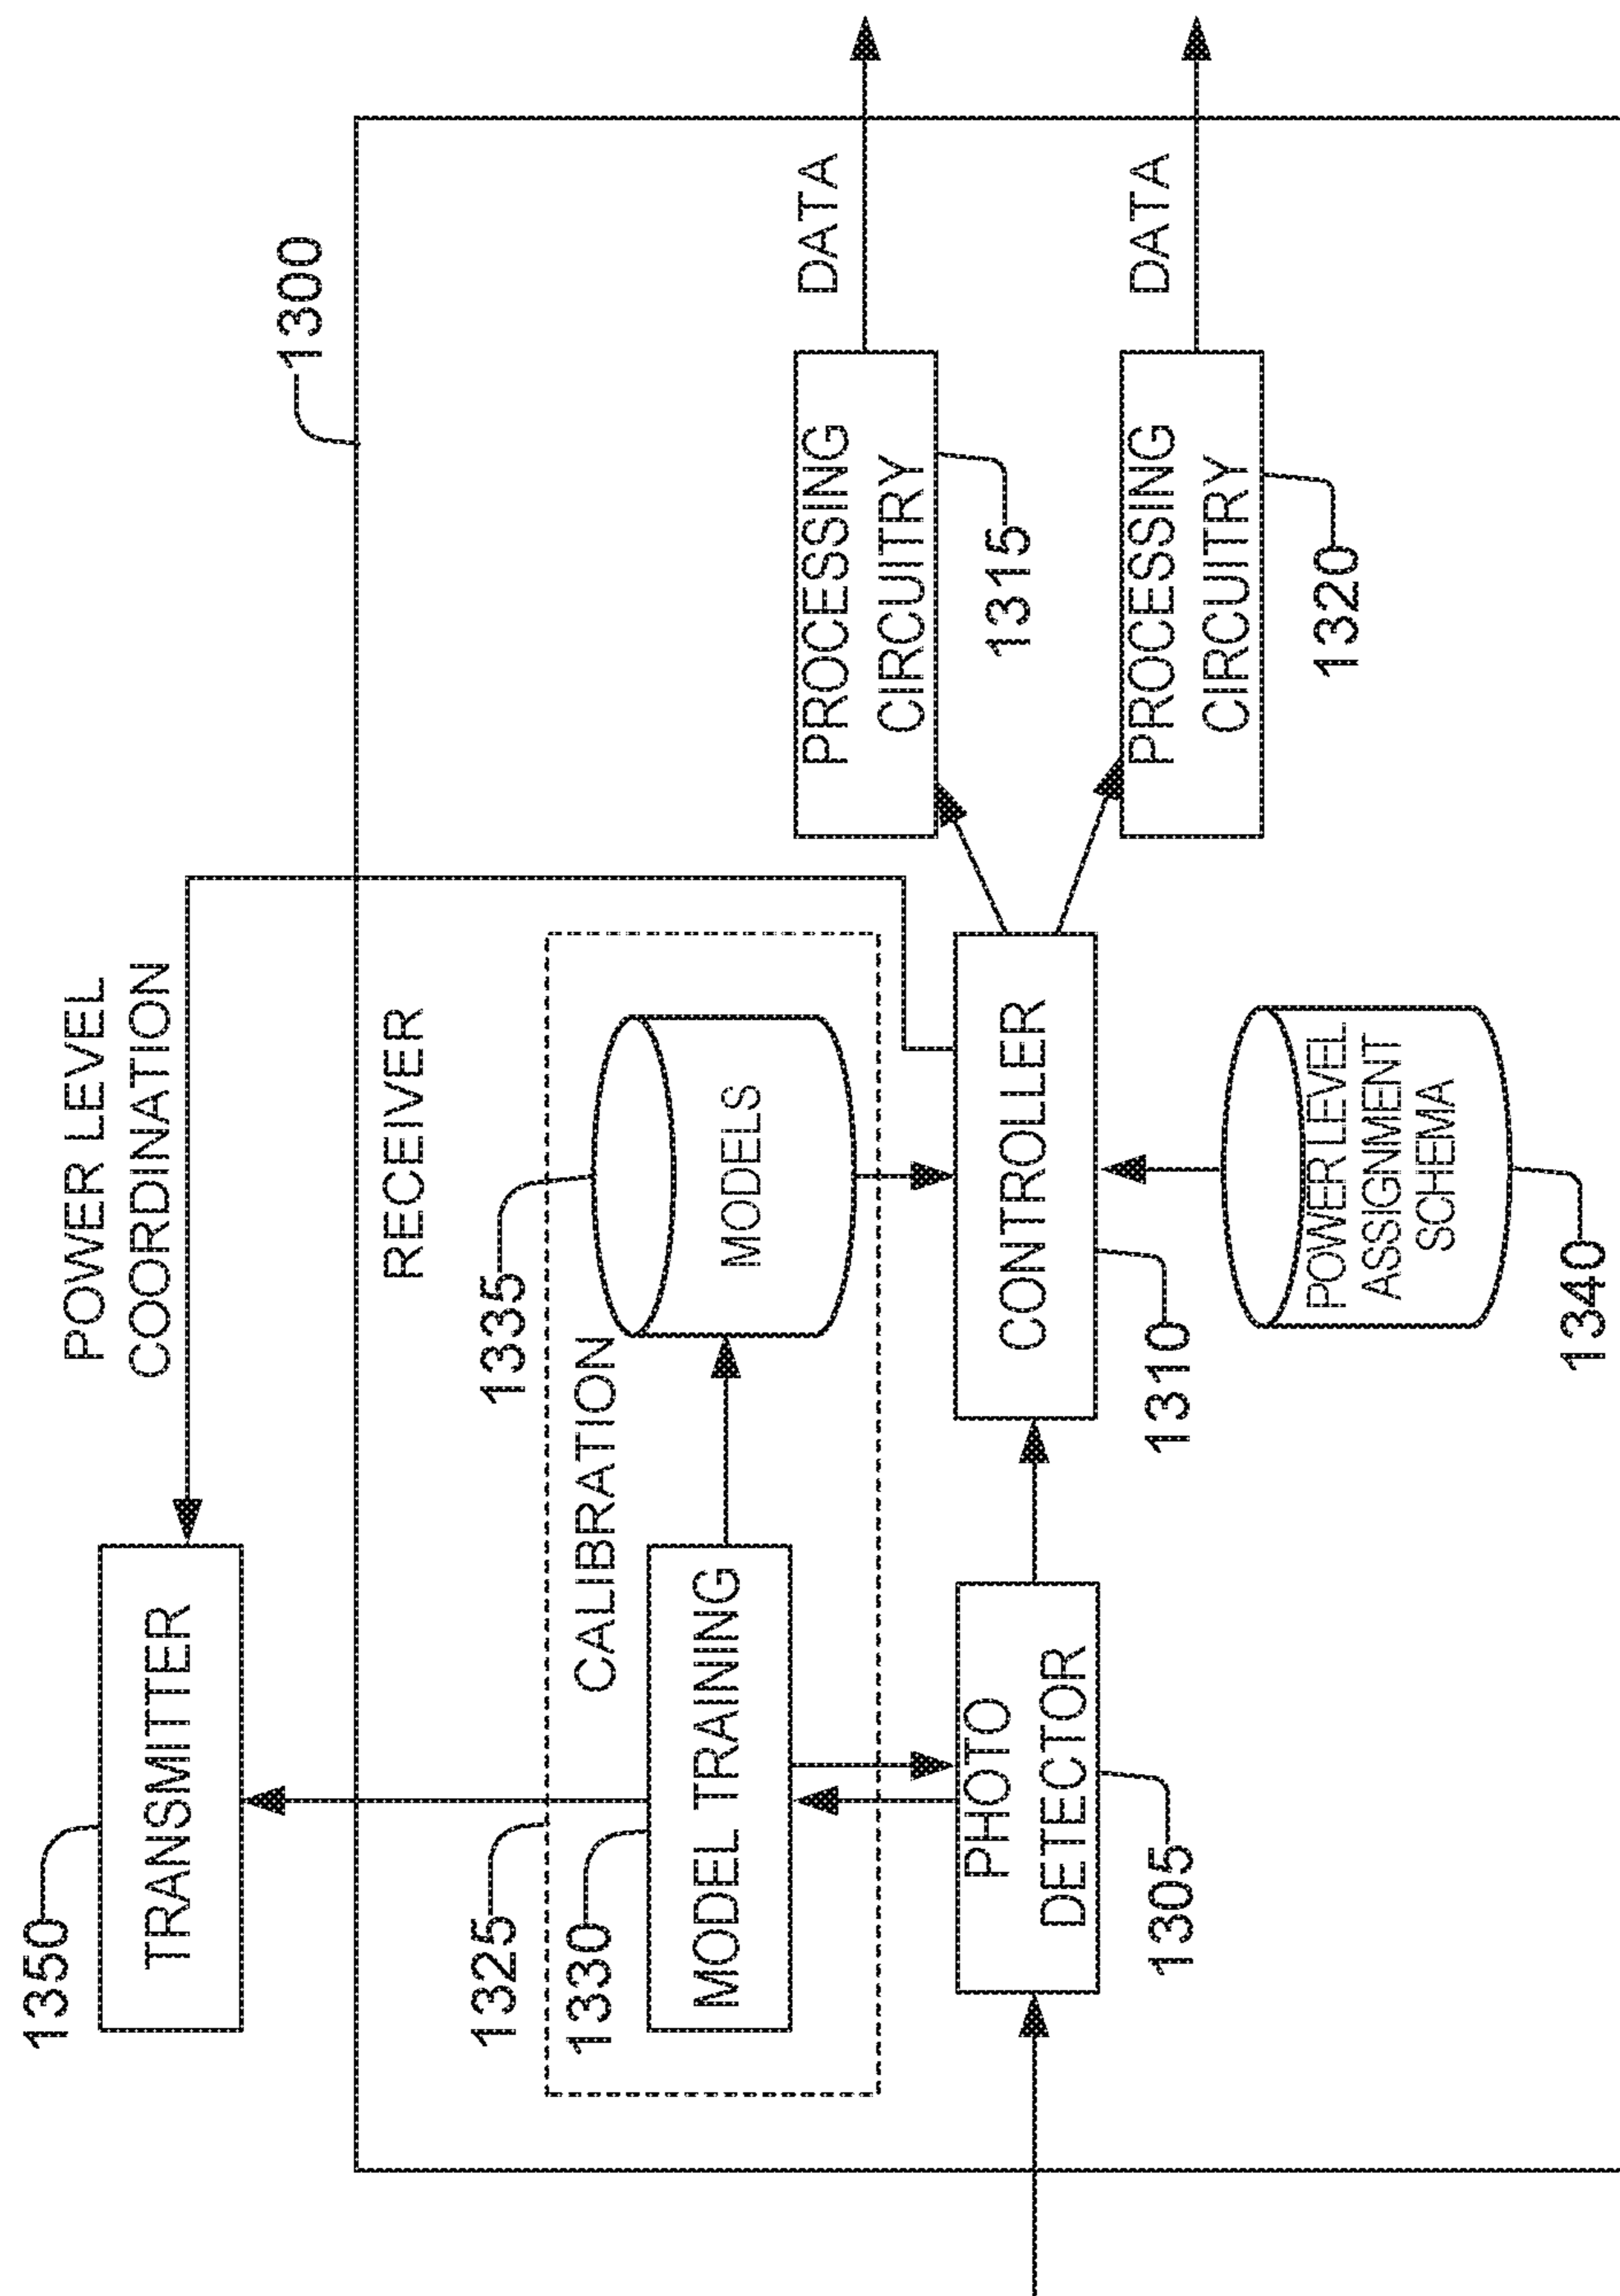 1350
TRANSMITTER
POWER LEVEL
COORDINATION
1300
RECEIVER
1325
CALIBRATION
1335
1330
MODEL TRAINING
MODELS
PHOTO
DETECTOR
1305
CONTROLLER
1310
PROCESSING
CIRCUITRY
1315
DATA
PROCESSING
CIRCUITRY
1320
DATA
POWER LEVEL
ASSIGNMENT
SCHEMA
1340